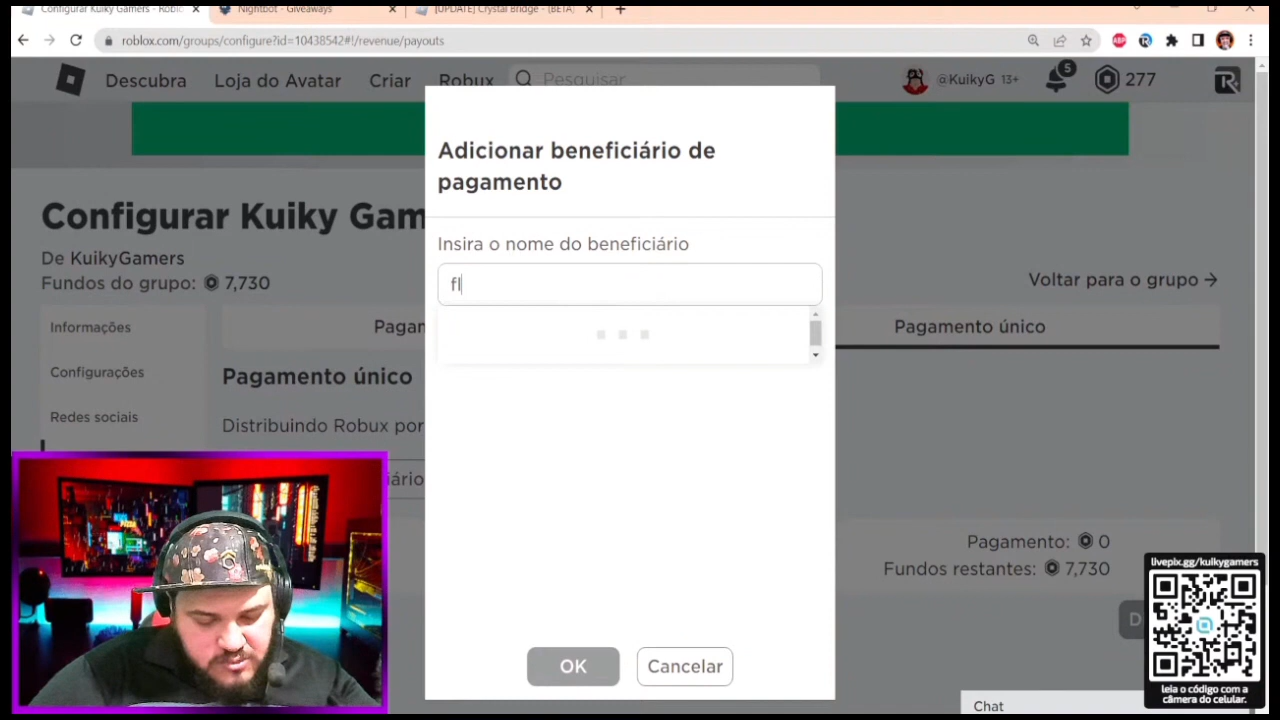 Configurar Kuiky Gamers - Roblo
Nightbot - Giveaways
[UPDATE] Crystal Bridge - [BETA]
roblox.com/groups/configure?id=10438542#!/revenue/payouts
ABP
Descubra
Loja do Avatar
Criar
Robux
Pesquisar
@KuikyG 13+
5
277
Adicionar beneficiário de
pagamento
Configurar Kuiky Gam
De KuikyGamers
Fundos do grupo: 7,730
Insira o nome do beneficiário
fl
Voltar para o grupo →
Informações
Configurações
Redes sociais
Pagam
Pagamento único
Pagamento único
Distribuindo Robux por
iário
Pagamento: 0
Fundos restantes: 7,730
D
OK
Cancelar
livepix.gg/kuikygamers
leia o código com a
câmera do celular.
Chat